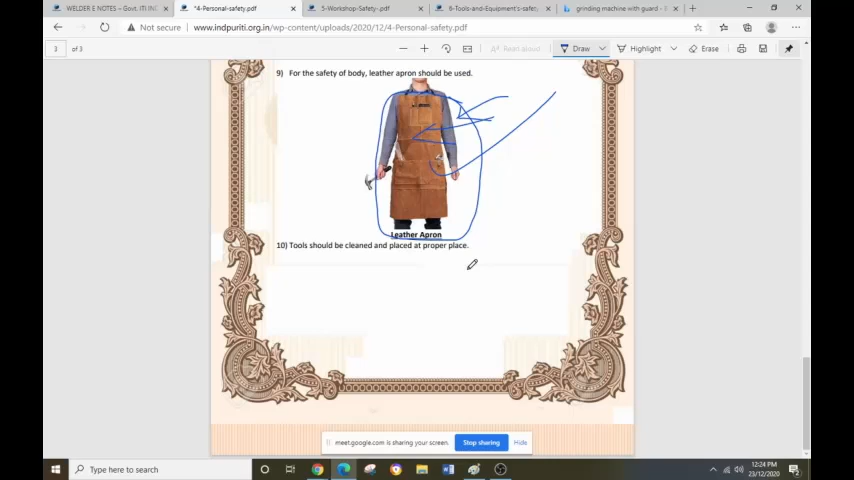 WELDER E NOTES – Govt. ITI INC
*4-Personal-safety.pdf
5-Workshop-Safety-.pdf
6-Tools-and-Equipment's-safety.
grinding machine with guard - B
Not secure
www.indpuriti.org.in/wp-content/uploads/2020/12/4-Personal-safety.pdf
3 of 3
Read aloud
Draw
Highlight
Erase
9) For the safety of body, leather apron should be used.
Leather Apron
10) Tools should be cleaned and placed at proper place.
meet.google.com is sharing your screen.
Stop sharing
Hide
Type here to search
12:24 PM
23/12/2020